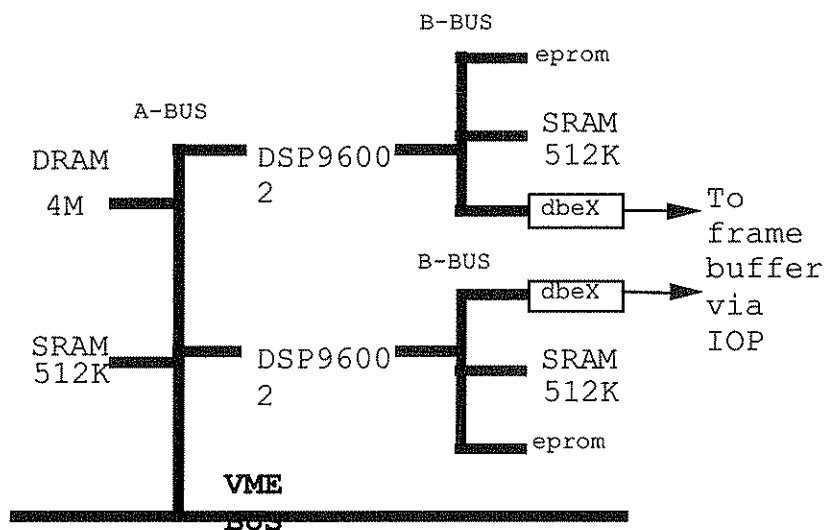 B-BUS
eprom
A-BUS
SRAM
512K
DRAM
4M
DSP9600
2
dbeX
To
frame
buffer
via
IOP
B-BUS
dbeX
SRAM
512K
DSP9600
2
SRAM
512K
eprom
VME
BUS